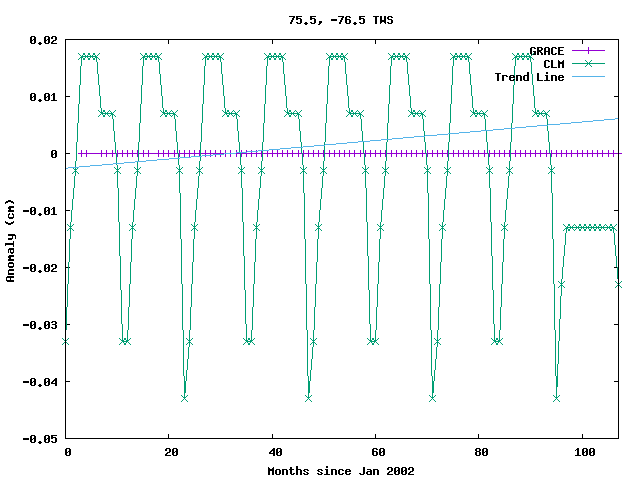 75.5, -76.5 TWS
GRACE
CLM
Trend Line
0.02
0.01
0
-0.01
-0.02
-0.03
-0.04
-0.05
Anomaly (cm)
0 20 40 60 80 100
Months since Jan 2002